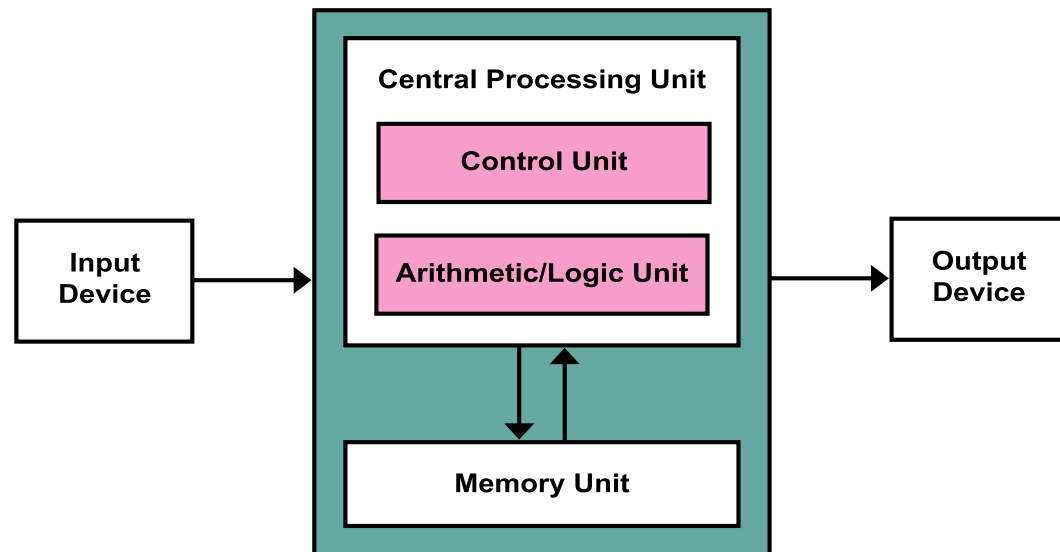 Central Processing Unit
Control Unit
Arithmetic/Logic Unit
Input
Device
Output
Device
Memory Unit